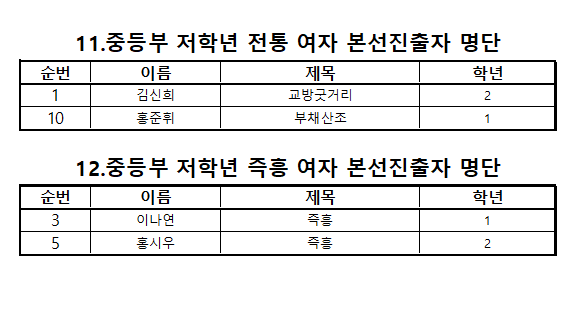 11.중등부 저학년 전통 여자 본선진출자 명단
순번 이름 제목 학년
1 김신희 교방굿거리 2
10 홍준휘 부채산조 1
12.중등부 저학년 즉흥 여자 본선진출자 명단
순번 이름 제목 학년
3 이나연 즉흥 1
5 홍시우 즉흥 2